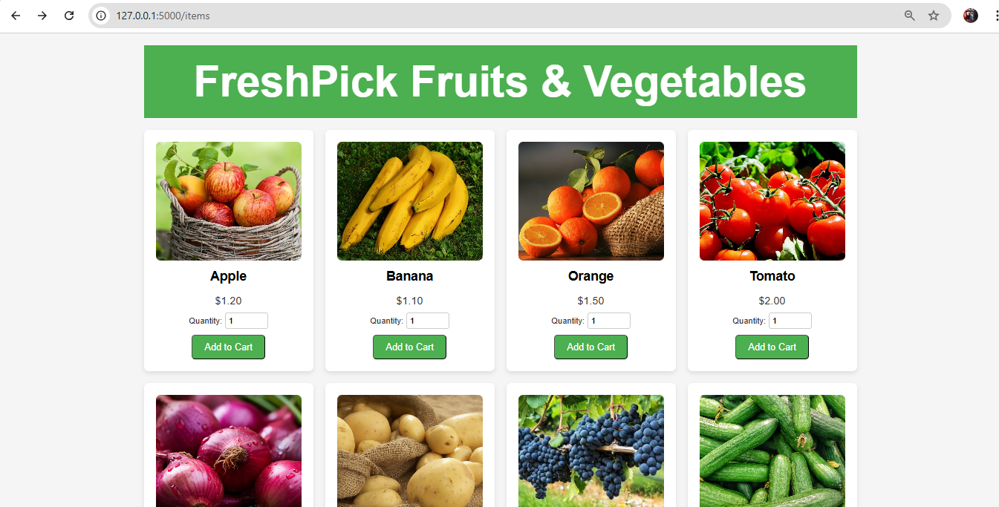 127.0.0.1:5000/items
FreshPick Fruits & Vegetables
Apple
$1.20
Quantity: 1
Add to Cart
Banana
$1.10
Quantity: 1
Add to Cart
Orange
$1.50
Quantity: 1
Add to Cart
Tomato
$2.00
Quantity: 1
Add to Cart